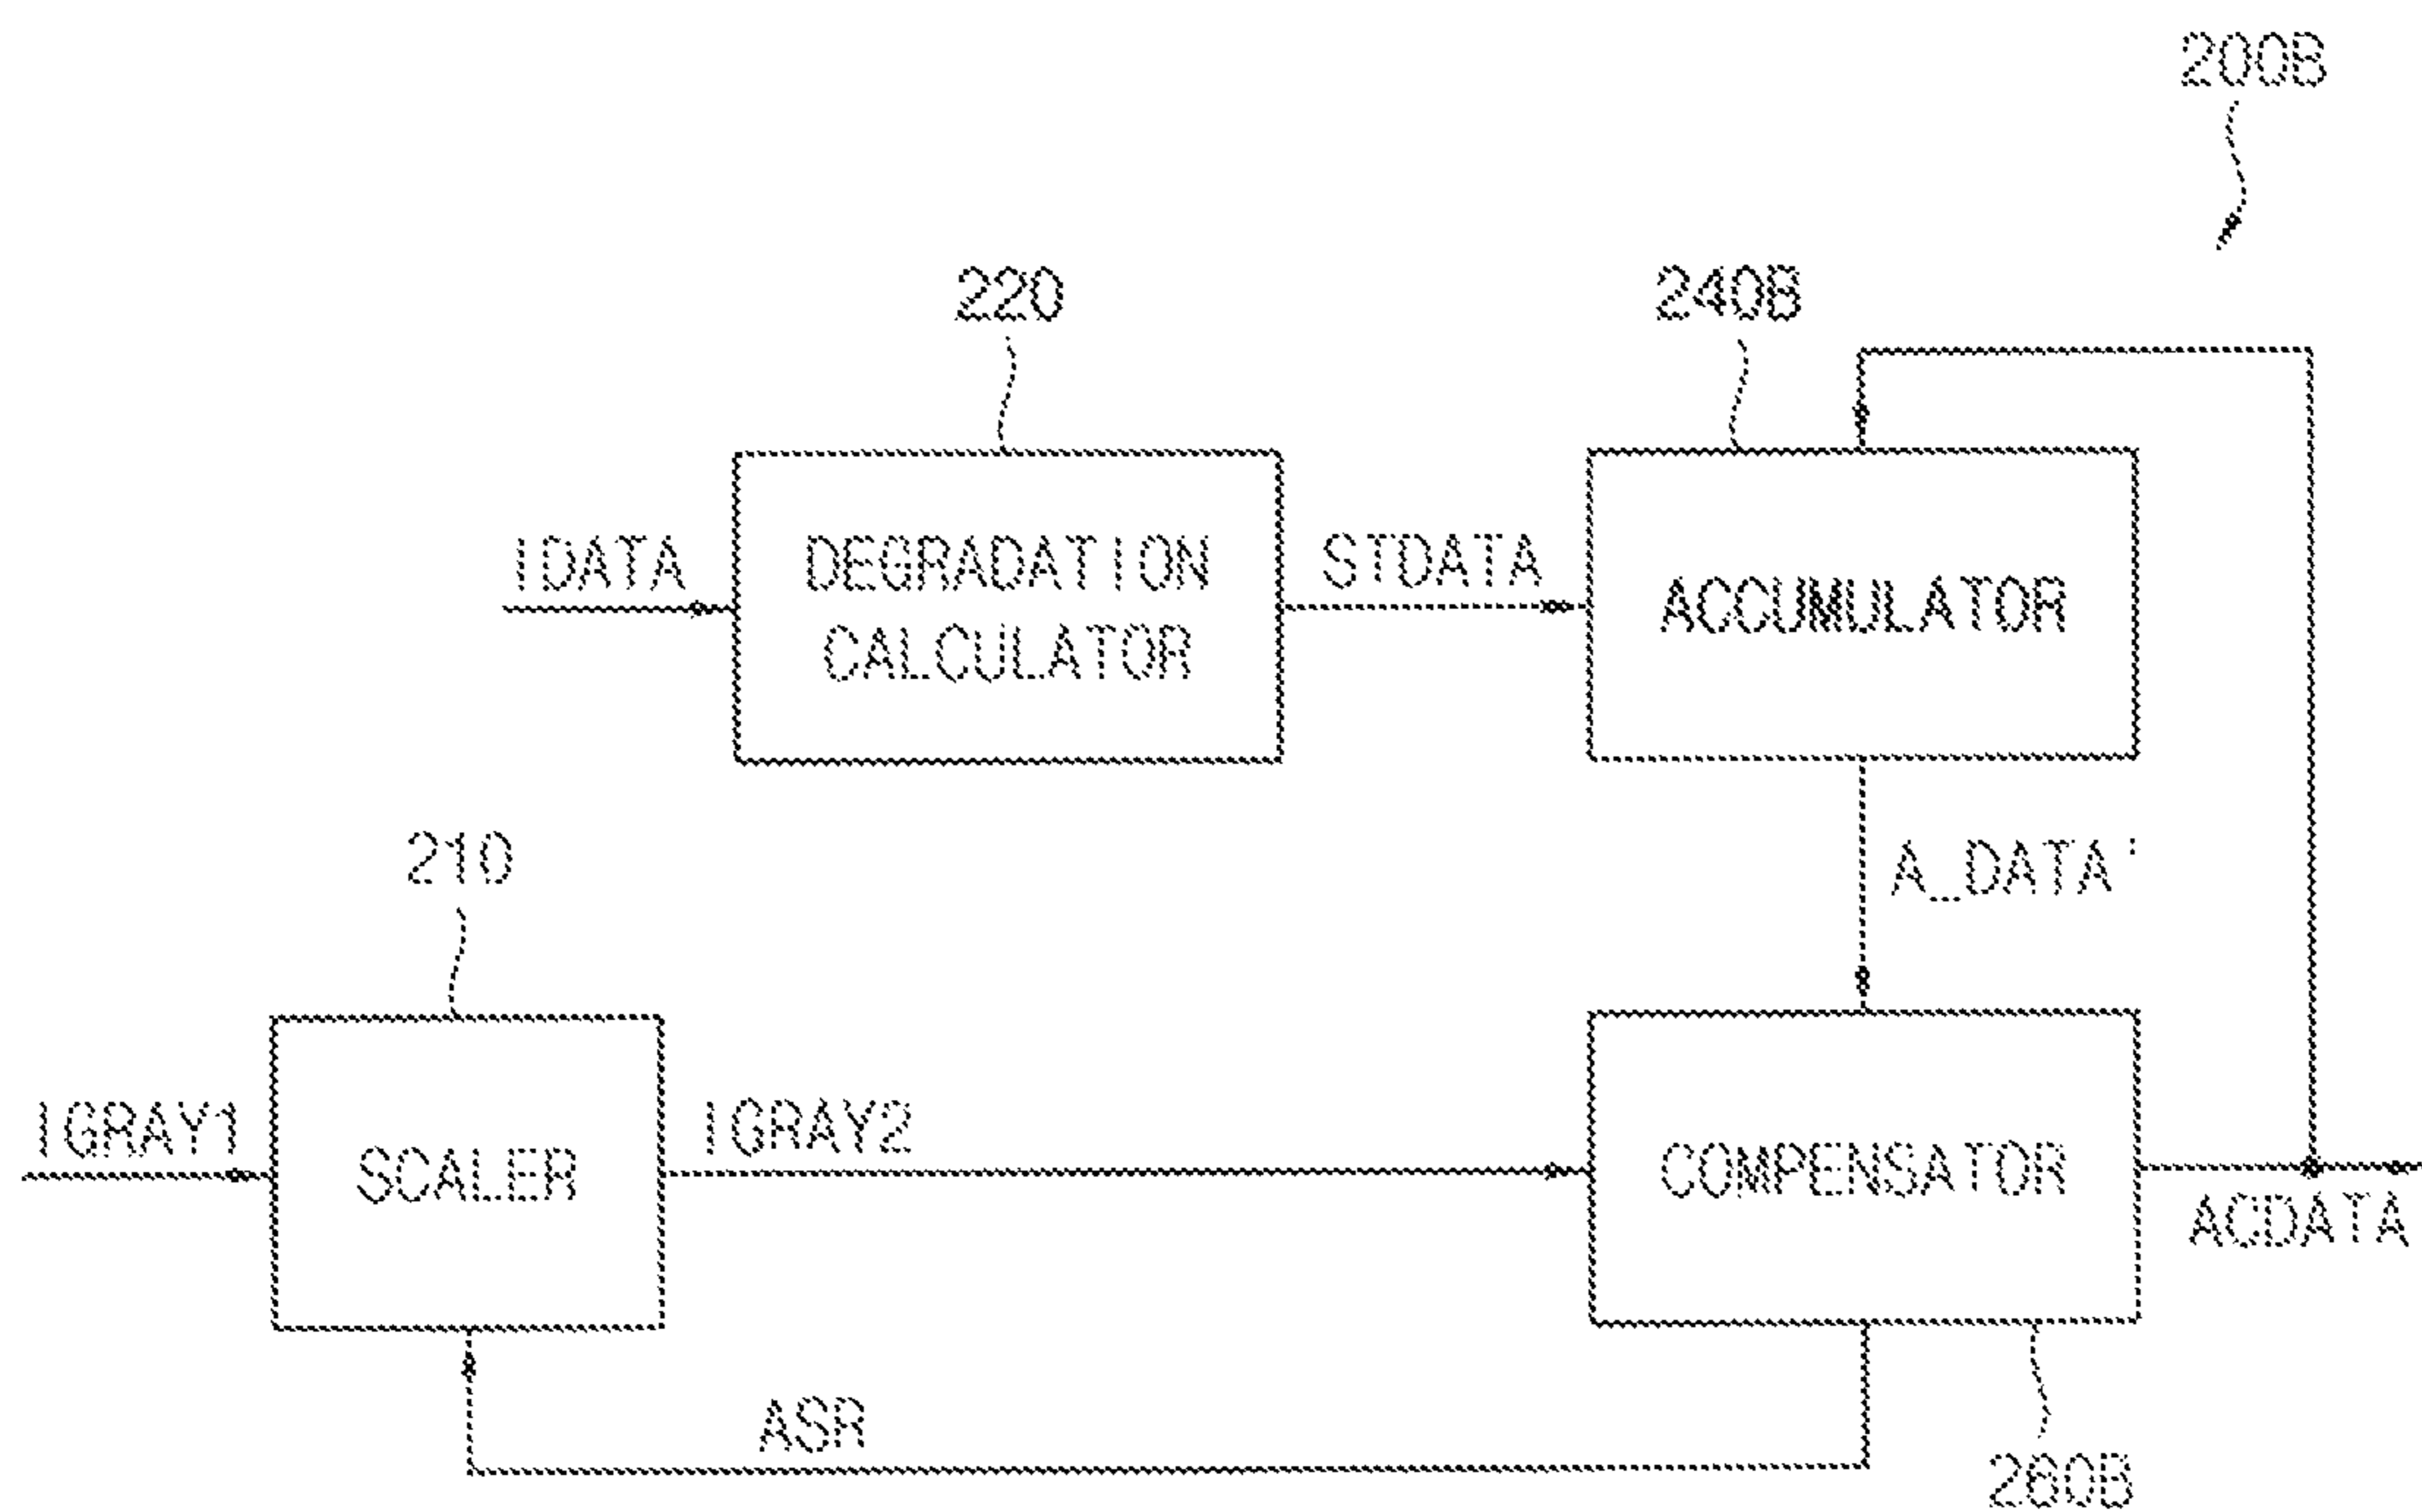 200B
220
240B
IDATA
DEGRADATION
CALCULATOR
STDATA
ACCUMULATOR
210
A_DATA'
IGRAY1
SCALER
IGRAY2
COMPENSATOR
ACDATA
ASR
260B